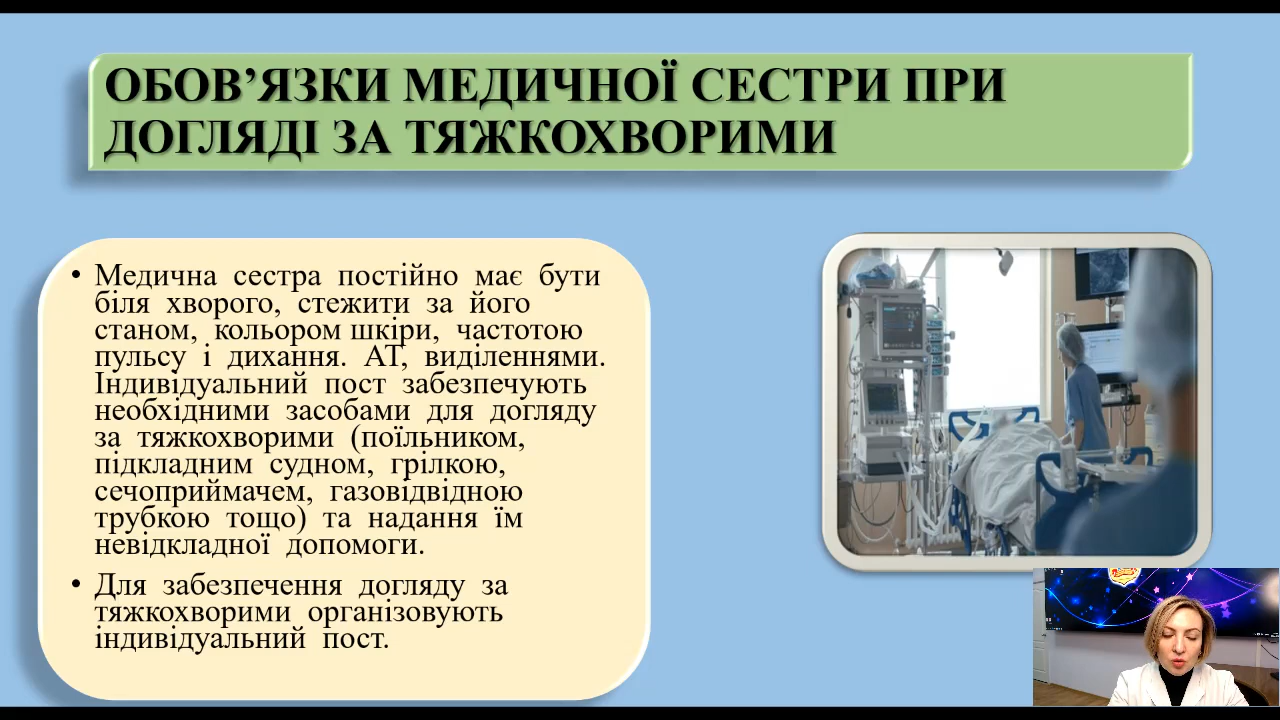 ОБОВ’ЯЗКИ МЕДИЧНОЇ СЕСТРИ ПРИ
ДОГЛЯДІ ЗА ТЯЖКОХВОРИМИ
• Медична сестра постійно має бути
біля хворого, стежити за його
станом, кольором шкіри, частотою
пульсу і дихання. АТ, виділеннями.
Індивідуальний пост забезпечують
необхідними засобами для догляду
за тяжкохворими (поїльником,
підкладним судном, грілкою,
сечоприймачем, газовідвідною
трубкою тощо) та надання їм
невідкладної допомоги.
• Для забезпечення догляду за
тяжкохворими організовують
індивідуальний пост.